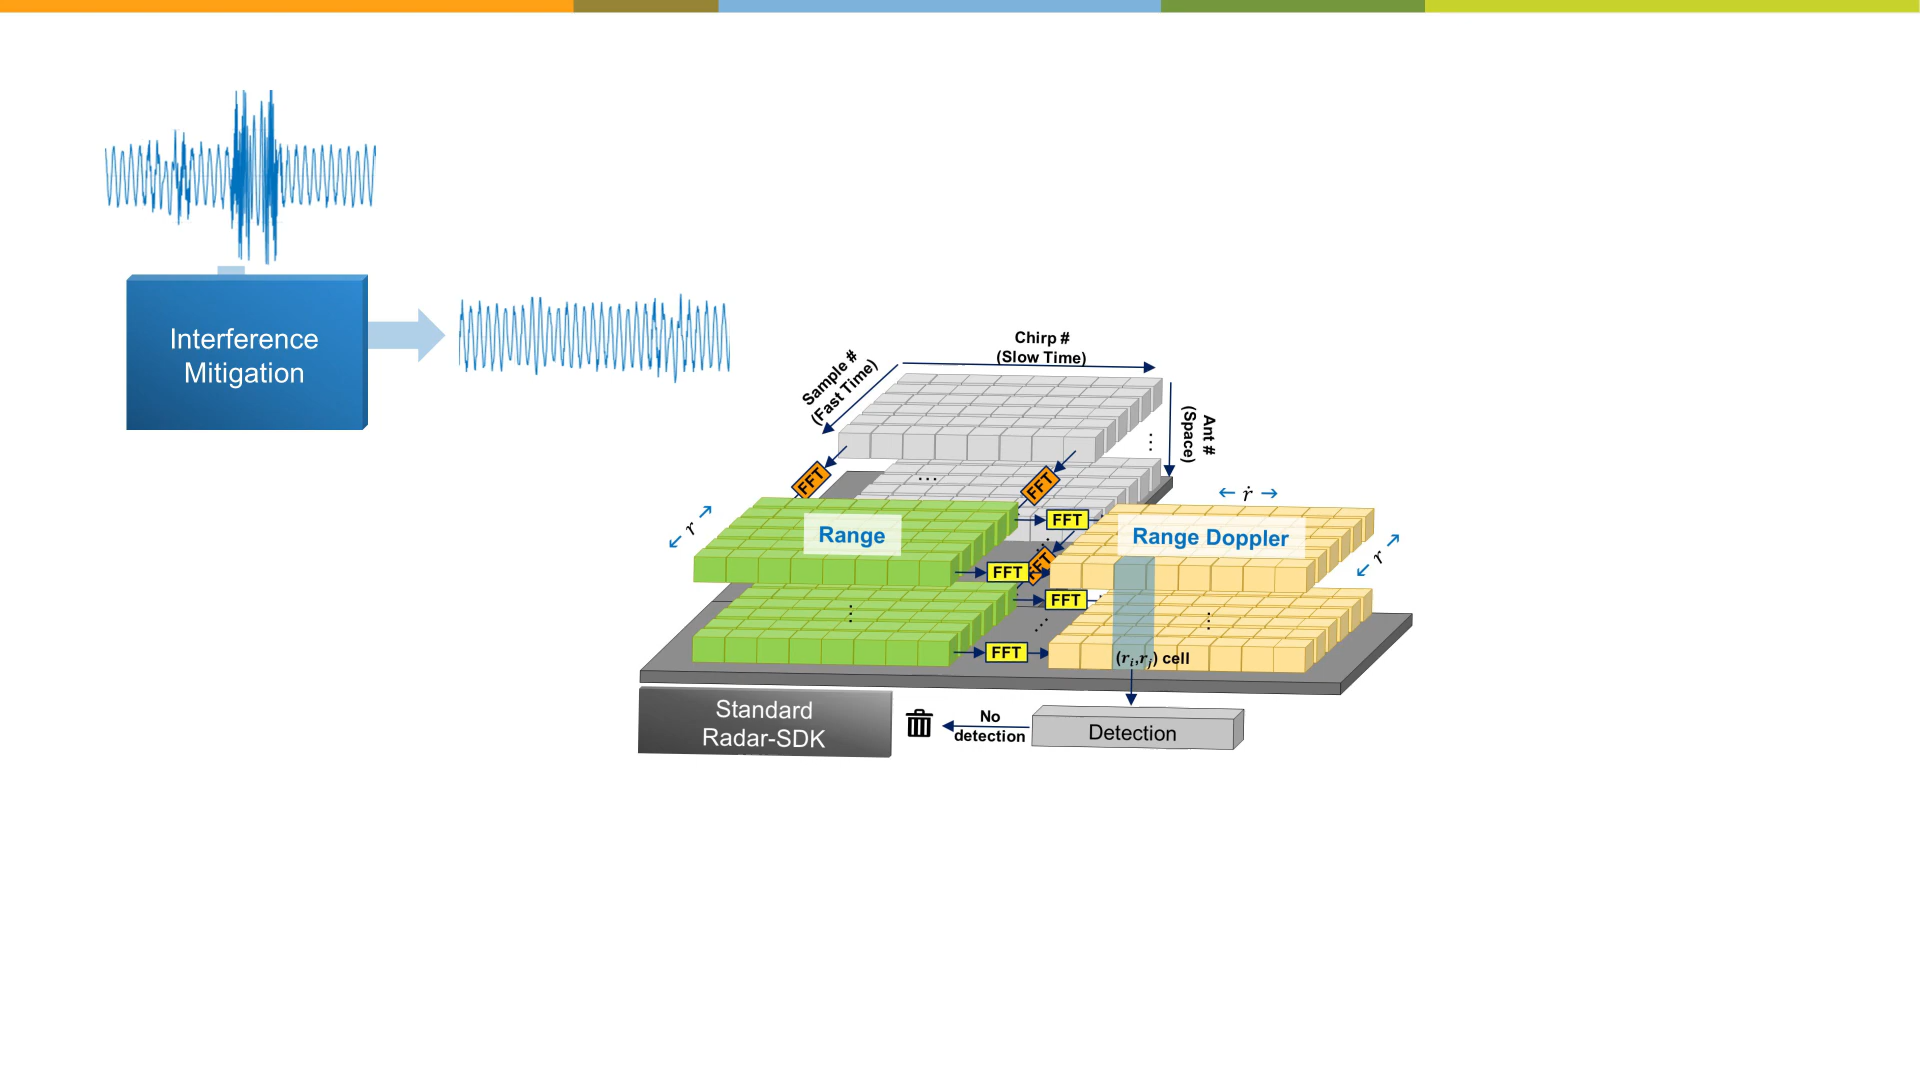 Interference
Mitigation
Chirp #
(Slow Time)
Sample #
(Fast Time)
Ant #
(Space)
...
FFT
FFT
← ṙ →
← r →
Range
FFT
Range Doppler
← r →
FFT
FFT
FFT
FFT
(rᵢ,rⱼ) cell
Standard
Radar-SDK
No
detection
Detection